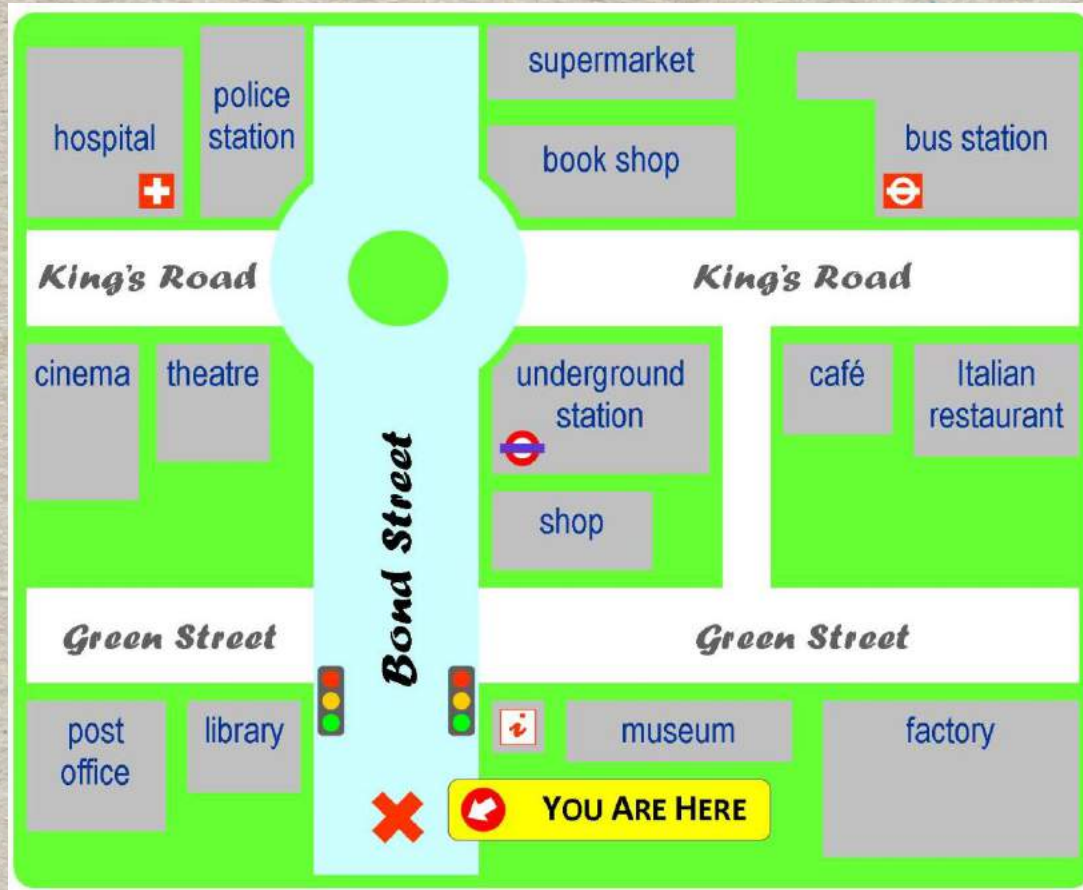 hospital
police
station
supermarket
book shop
bus station
King's Road
King's Road
cinema
theatre
underground
station
café
Italian
restaurant
shop
Bond Street
Green Street
Green Street
post
office
library
i
museum
factory
YOU ARE HERE